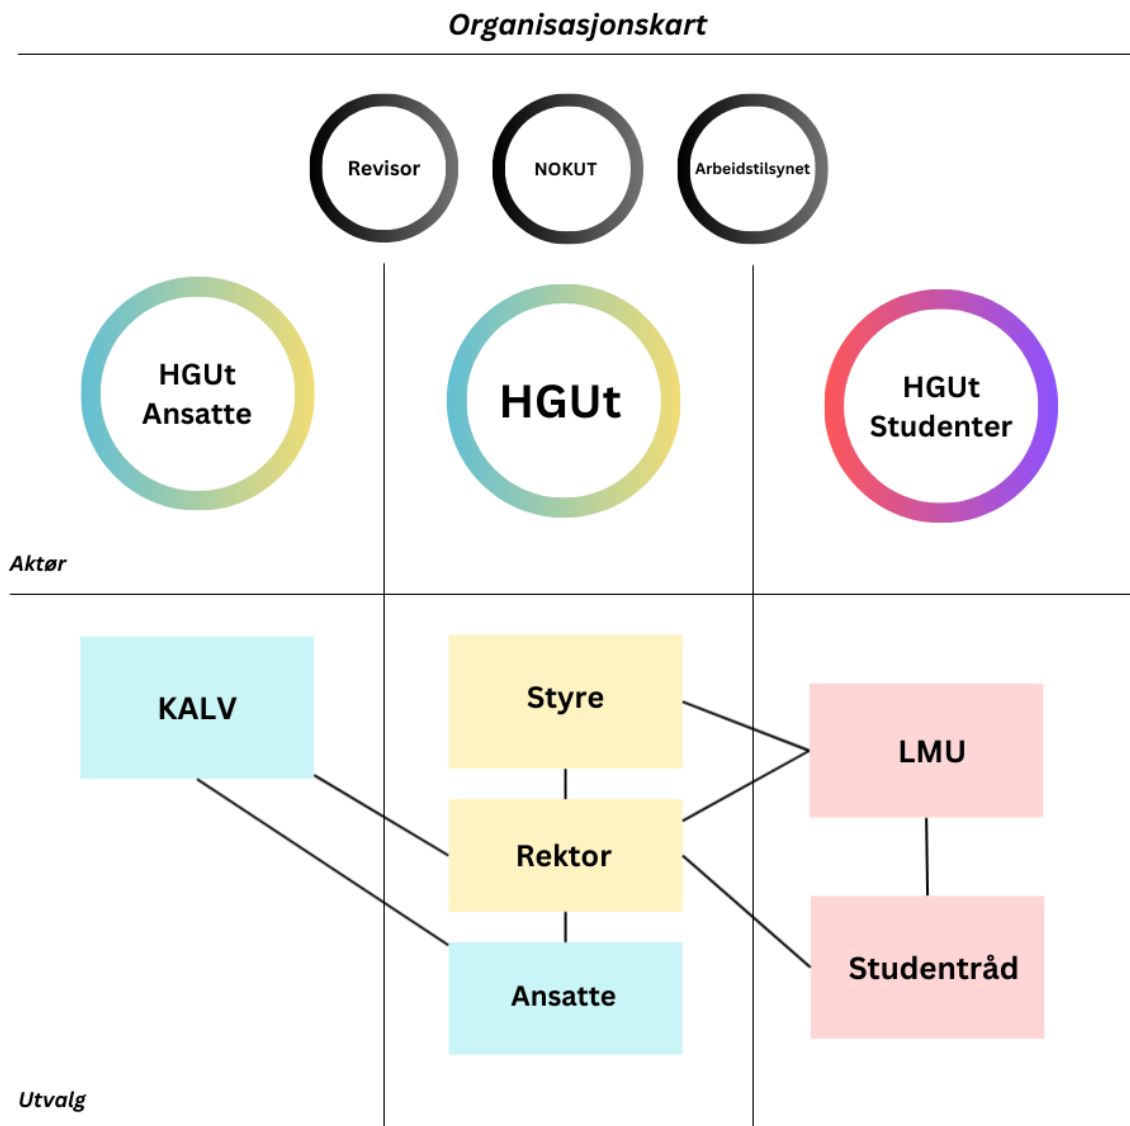 Organisasjonskart
Revisor
NOKUT
Arbeidstilsynet
HGUt
Ansatte
HGUt
HGUt
Studenter
Aktør
KALV
Styre
LMU
Rektor
Studentråd
Ansatte
Utvalg